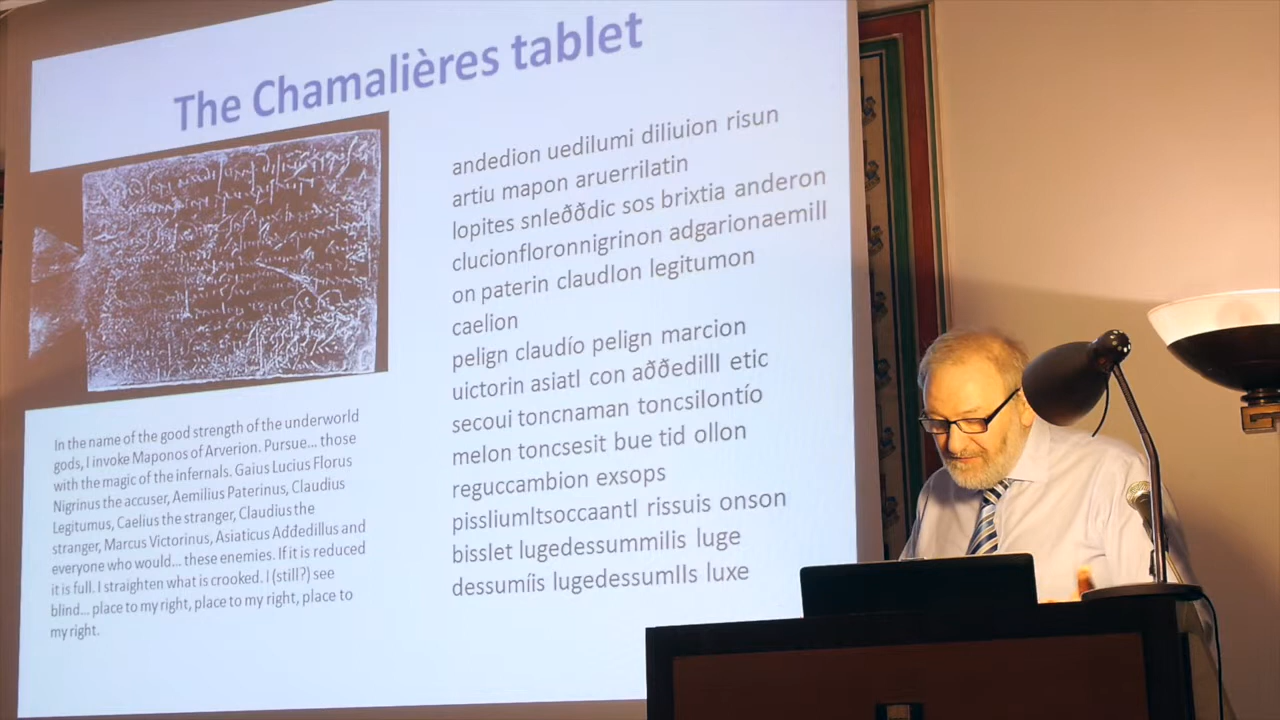 The Chamalières tablet
andedion uedilumi diliuion risun
artiu mapon aruerrilatin
lopites snleððdic sos brixtia anderon
clucionfloronnigrinon adgarionaemill
on paterin claudlon legitumon
caelion
pelign claudío pelign marcion
uictorin asiatl con aððedilll etic
secoui toncnaman toncsilontío
melon toncsesit bue tid ollon
reguccambion exsops
pissliumltsoccaantl rissuis onson
bisslet lugedessummilis luge
dessumíis lugedessumlls luxe
In the name of the good strength of the underworld
gods, I invoke Maponos of Arverion. Pursue... those
with the magic of the infernals. Gaius Lucius Florus
Nigrinus the accuser, Aemilius Paterinus, Claudius
Legitumus, Caelius the stranger, Claudius the
stranger, Marcus Victorinus, Asiaticus Addedillus and
everyone who would... these enemies. If it is reduced
it is full. I straighten what is crooked. I (still?) see
blind... place to my right, place to my right, place to
my right.